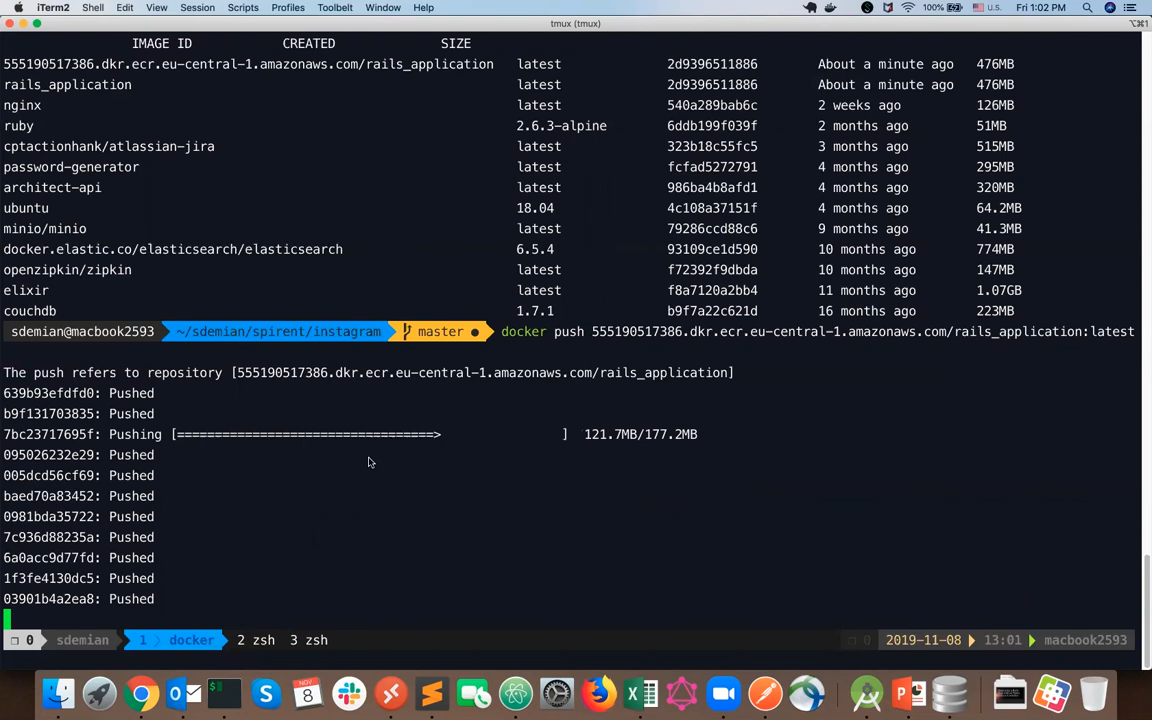 iTerm2 Shell Edit View Session Scripts Profiles Toolbelt Window Help 100% U.S. Fri 1:02 PM
tmux (tmux) ⌥⌘1
IMAGE ID CREATED SIZE
555190517386.dkr.ecr.eu-central-1.amazonaws.com/rails_application latest 2d9396511886 About a minute ago 476MB
rails_application latest 2d9396511886 About a minute ago 476MB
nginx latest 540a289bab6c 2 weeks ago 126MB
ruby 2.6.3-alpine 6ddb199f039f 2 months ago 51MB
cptactionhank/atlassian-jira latest 323b18c55fc5 3 months ago 515MB
password-generator latest fcfad5272791 4 months ago 295MB
architect-api latest 986ba4b8afd1 4 months ago 320MB
ubuntu 18.04 4c108a37151f 4 months ago 64.2MB
minio/minio latest 79286ccd88c6 9 months ago 41.3MB
docker.elastic.co/elasticsearch/elasticsearch 6.5.4 93109ce1d590 10 months ago 774MB
openzipkin/zipkin latest f72392f9dbda 10 months ago 147MB
elixir latest f8a7120a2bb4 11 months ago 1.07GB
couchdb 1.7.1 b9f7a22c621c 16 months ago 223MB
sdemian@macbook2593 ~/sdemian/spirent/instagram master ● docker push 555190517386.dkr.ecr.eu-central-1.amazonaws.com/rails_application:latest
The push refers to repository [555190517386.dkr.ecr.eu-central-1.amazonaws.com/rails_application]
639b93efdfd0: Pushed
b9f131703835: Pushed
7bc23717695f: Pushing [==================================> ] 121.7MB/177.2MB
095026232e29: Pushed
005dcd56cf69: Pushed
baed70a83452: Pushed
0981bda35722: Pushed
7c936d88235a: Pushed
6a0acc9d77fd: Pushed
1f3fe4130dc5: Pushed
03901b4a2ea8: Pushed
❐ 0 sdemian 1 docker 2 zsh 3 zsh ❐ 0 2019-11-08 13:01 macbook2593
NOV 8